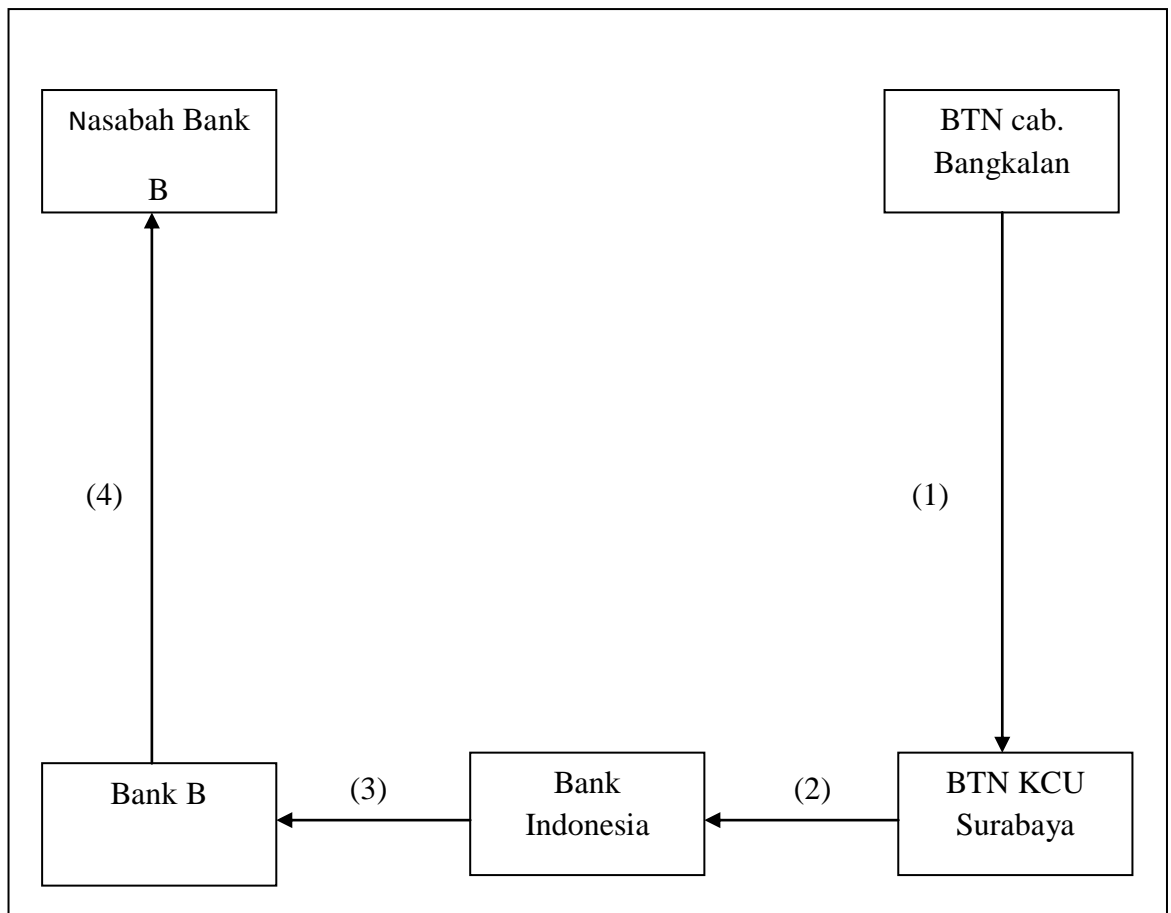 Nasabah Bank
B
BTN cab.
Bangkalan
(4)
(1)
Bank B
(3)
Bank
Indonesia
(2)
BTN KCU
Surabaya